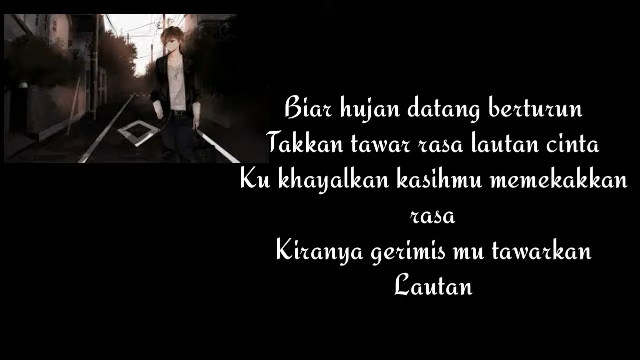 Biar hujan datang berturun
Takkan tawar rasa lautan cinta
Ku khayalkan kasihmu memekakkan
rasa
Kiranya gerimis mu tawarkan
Lautan